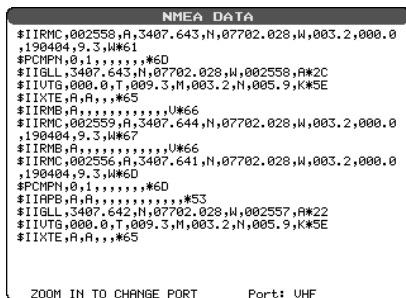 NMEA DATA
$IIRMC,002558,A,3407.643,N,07702.028,W,003.2,000.0
,190404,9.3,W*61
$PCMPN,0,1,,,,,,,*6D
$IIGLL,3407.643,N,07702.028,W,002558,A*2C
$IIVTG,000.0,T,009.3,M,003.2,N,005.9,K*5E
$IIXTE,A,A,,,*65
$IIRMB,A,,,,,,,,,,,,V*66
$IIRMC,002559,A,3407.644,N,07702.028,W,003.2,000.0
,190404,9.3,W*67
$IIRMB,A,,,,,,,,,,,,V*66
$IIRMC,002556,A,3407.641,N,07702.028,W,003.2,000.0
,190404,9.3,W*6D
$PCMPN,0,1,,,,,,,*6D
$IIAPB,A,A,,,,,,,,,,,,*53
$IIGLL,3407.642,N,07702.028,W,002557,A*22
$IIVTG,000.0,T,009.3,M,003.2,N,005.9,K*5E
$IIXTE,A,A,,,*65
ZOOM IN TO CHANGE PORT Port: VHF